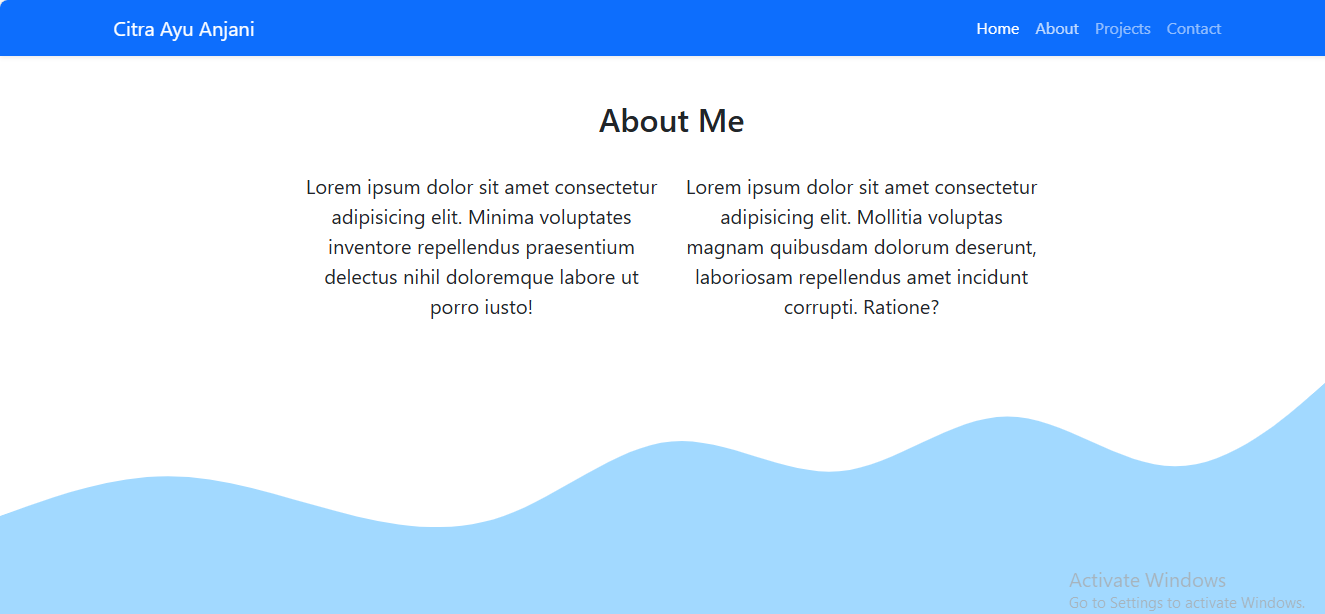 Citra Ayu Anjani
Home About Projects Contact
About Me
Lorem ipsum dolor sit amet consectetur
adipisicing elit. Minima voluptates
inventore repellendus praesentium
delectus nihil doloremque labore ut
porro iusto!
Lorem ipsum dolor sit amet consectetur
adipisicing elit. Mollitia voluptas
magnam quibusdam dolorum deserunt,
laboriosam repellendus amet incidunt
corrupti. Ratione?
Activate Windows
Go to Settings to activate Windows.